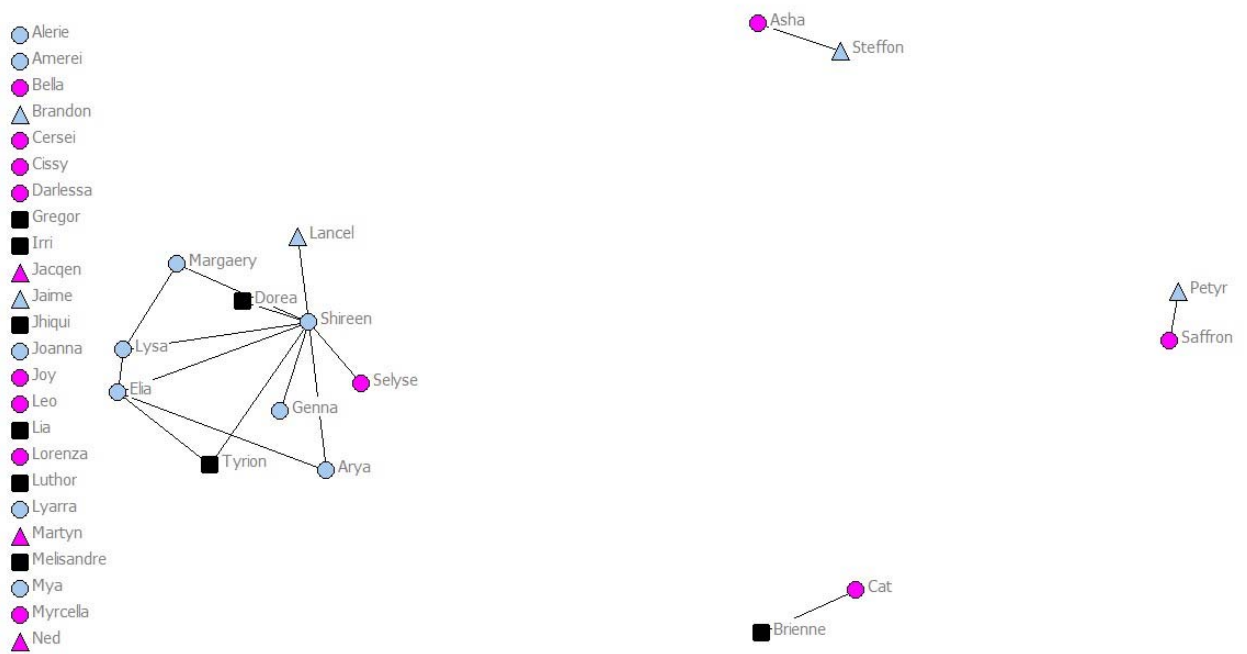 Alerie
Amerei
Bella
Brandon
Cersei
Cissy
Darlessa
Gregor
Irri
Jacqen
Jaime
Jhiqui
Joanna
Joy
Leo
Lia
Lorenza
Luthor
Lyarra
Martyn
Melisandre
Mya
Myrcella
Ned
Lancel
Margaery
Dorea
Shireen
Lysa
Elia
Selyse
Genna
Tyrion
Arya
Asha
Steffon
Petyr
Saffron
Cat
Brienne